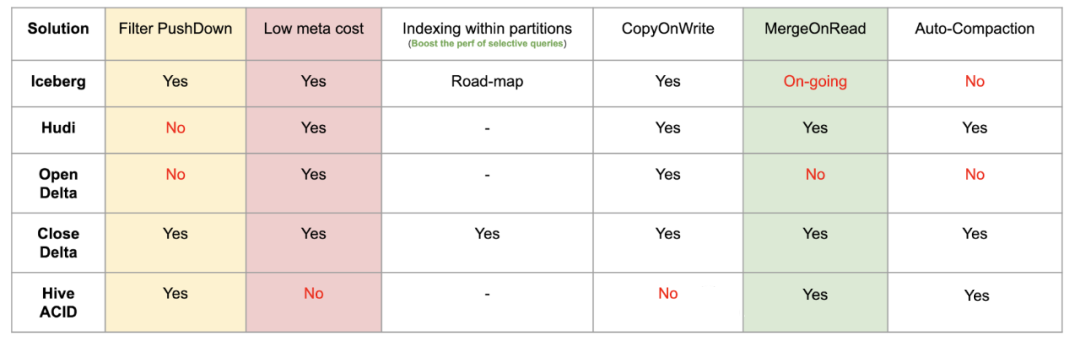 Solution Filter PushDown Low meta cost Indexing within partitions CopyOnWrite MergeOnRead Auto-Compaction
(Boost the perf of selective queries)
Iceberg Yes Yes Road-map Yes On-going No
Hudi No Yes - Yes Yes Yes
Open No Yes - Yes No No
Delta
Close Yes Yes Yes Yes Yes Yes
Delta
Hive Yes No - No Yes Yes
ACID